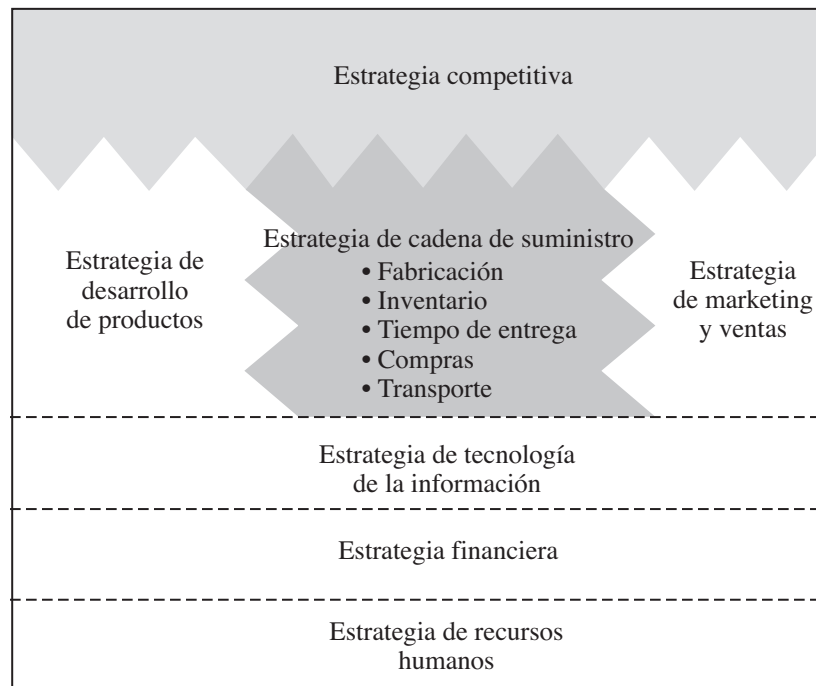 Estrategia competitiva
Estrategia de
desarrollo
de productos
Estrategia de cadena de suministro
• Fabricación
• Inventario
• Tiempo de entrega
• Compras
• Transporte
Estrategia
de marketing
y ventas
Estrategia de tecnología
de la información
Estrategia financiera
Estrategia de recursos
humanos